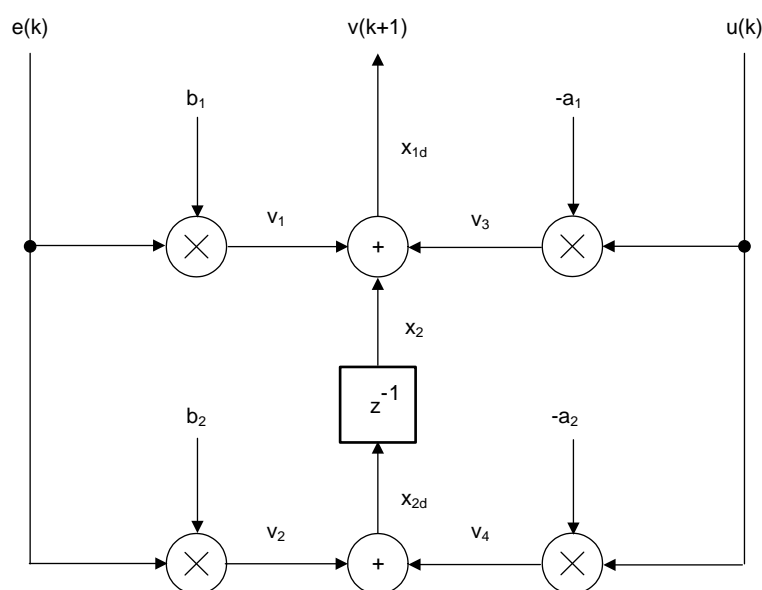 e(k) v(k+1) u(k)
b₁ -a₁
x₁d
v₁ v₃
+
x₂
z⁻¹
b₂ -a₂
x₂d
v₂ v₄
+